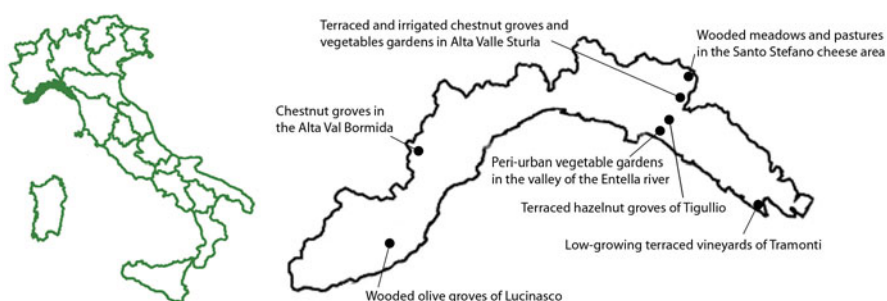 Terraced and irrigated chestnut groves and
vegetables gardens in Alta Valle Sturla
Wooded meadows and pastures
in the Santo Stefano cheese area
Chestnut groves in
the Alta Val Bormida
Peri-urban vegetable gardens
in the valley of the Entella river
Terraced hazelnut groves of Tigullio
Low-growing terraced vineyards of Tramonti
Wooded olive groves of Lucinasco